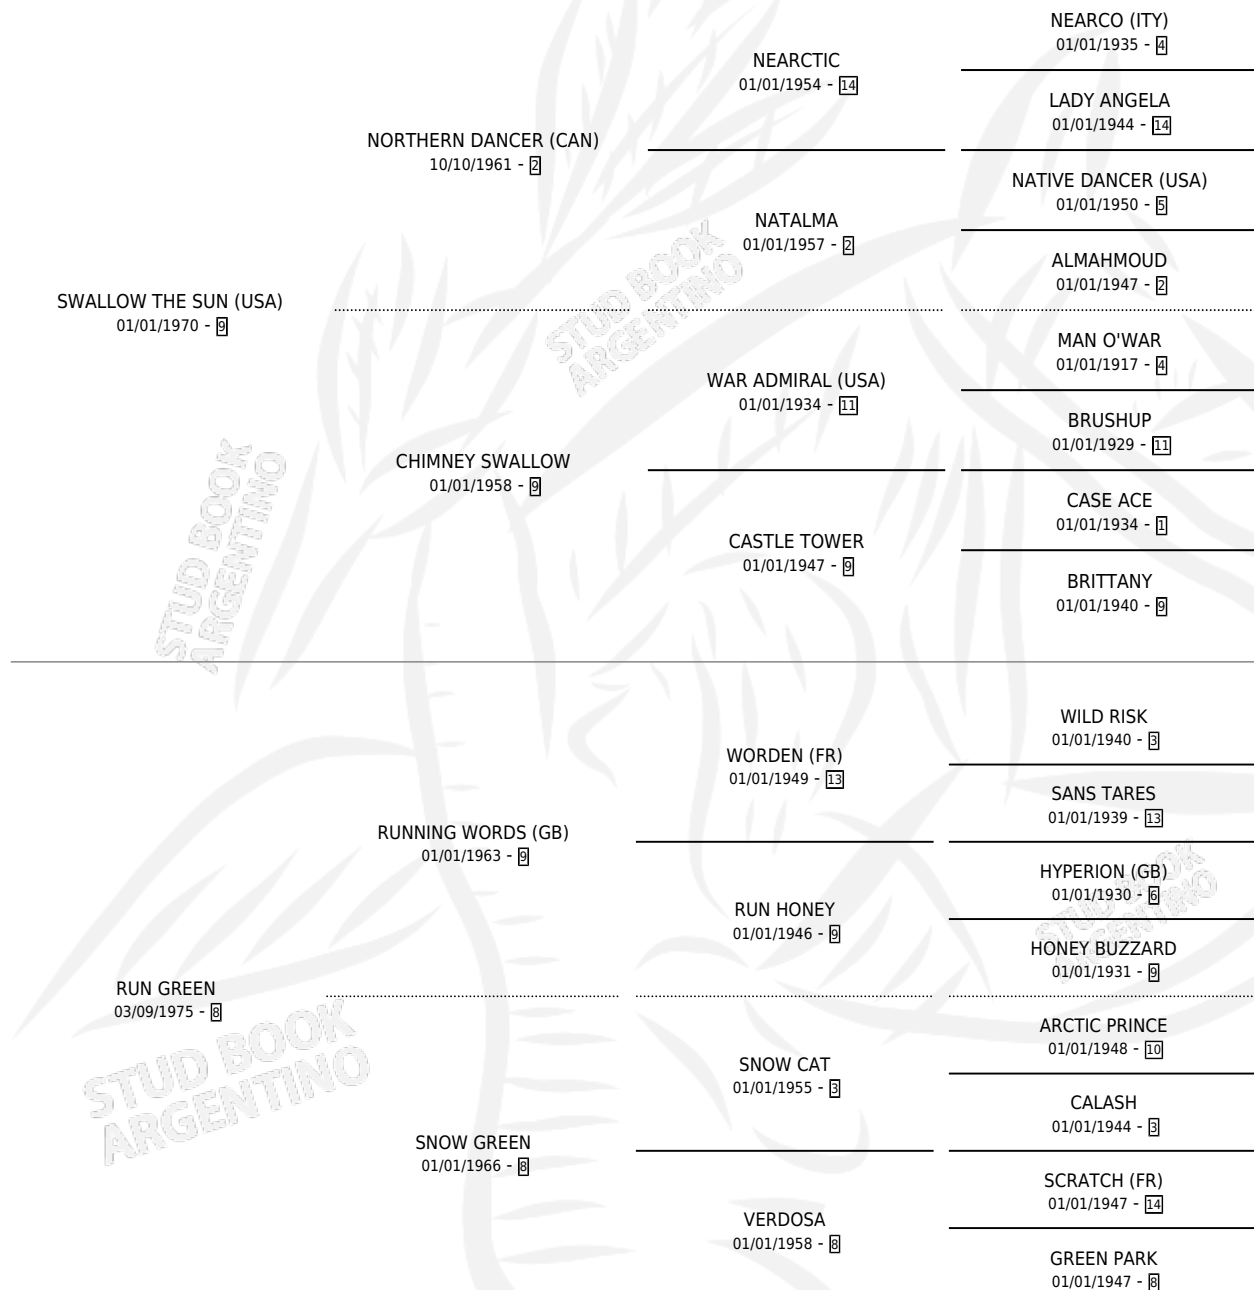 NEARCO (ITY)
01/01/1935 - 4
NEARCTIC
01/01/1954 - 14
LADY ANGELA
01/01/1944 - 14
NORTHERN DANCER (CAN)
10/10/1961 - 2
NATIVE DANCER (USA)
01/01/1950 - 5
NATALMA
01/01/1957 - 2
ALMAHMOUD
01/01/1947 - 2
SWALLOW THE SUN (USA)
01/01/1970 - 9
MAN O'WAR
01/01/1917 - 4
WAR ADMIRAL (USA)
01/01/1934 - 11
BRUSHUP
01/01/1929 - 11
CHIMNEY SWALLOW
01/01/1958 - 9
CASE ACE
01/01/1934 - 1
CASTLE TOWER
01/01/1947 - 9
BRITTANY
01/01/1940 - 9
WILD RISK
01/01/1940 - 3
WORDEN (FR)
01/01/1949 - 13
SANS TARES
01/01/1939 - 13
RUNNING WORDS (GB)
01/01/1963 - 9
HYPERION (GB)
01/01/1930 - 6
RUN HONEY
01/01/1946 - 9
HONEY BUZZARD
01/01/1931 - 9
RUN GREEN
03/09/1975 - 8
ARCTIC PRINCE
01/01/1948 - 10
SNOW CAT
01/01/1955 - 3
CALASH
01/01/1944 - 3
SNOW GREEN
01/01/1966 - 8
SCRATCH (FR)
01/01/1947 - 14
VERDOSA
01/01/1958 - 8
GREEN PARK
01/01/1947 - 8
STUD BOOK
ARGENTINO
STUD BOOK
ARGENTINO
STUD BOOK
ARGENTINO
STUD BOOK
ARGENTINO